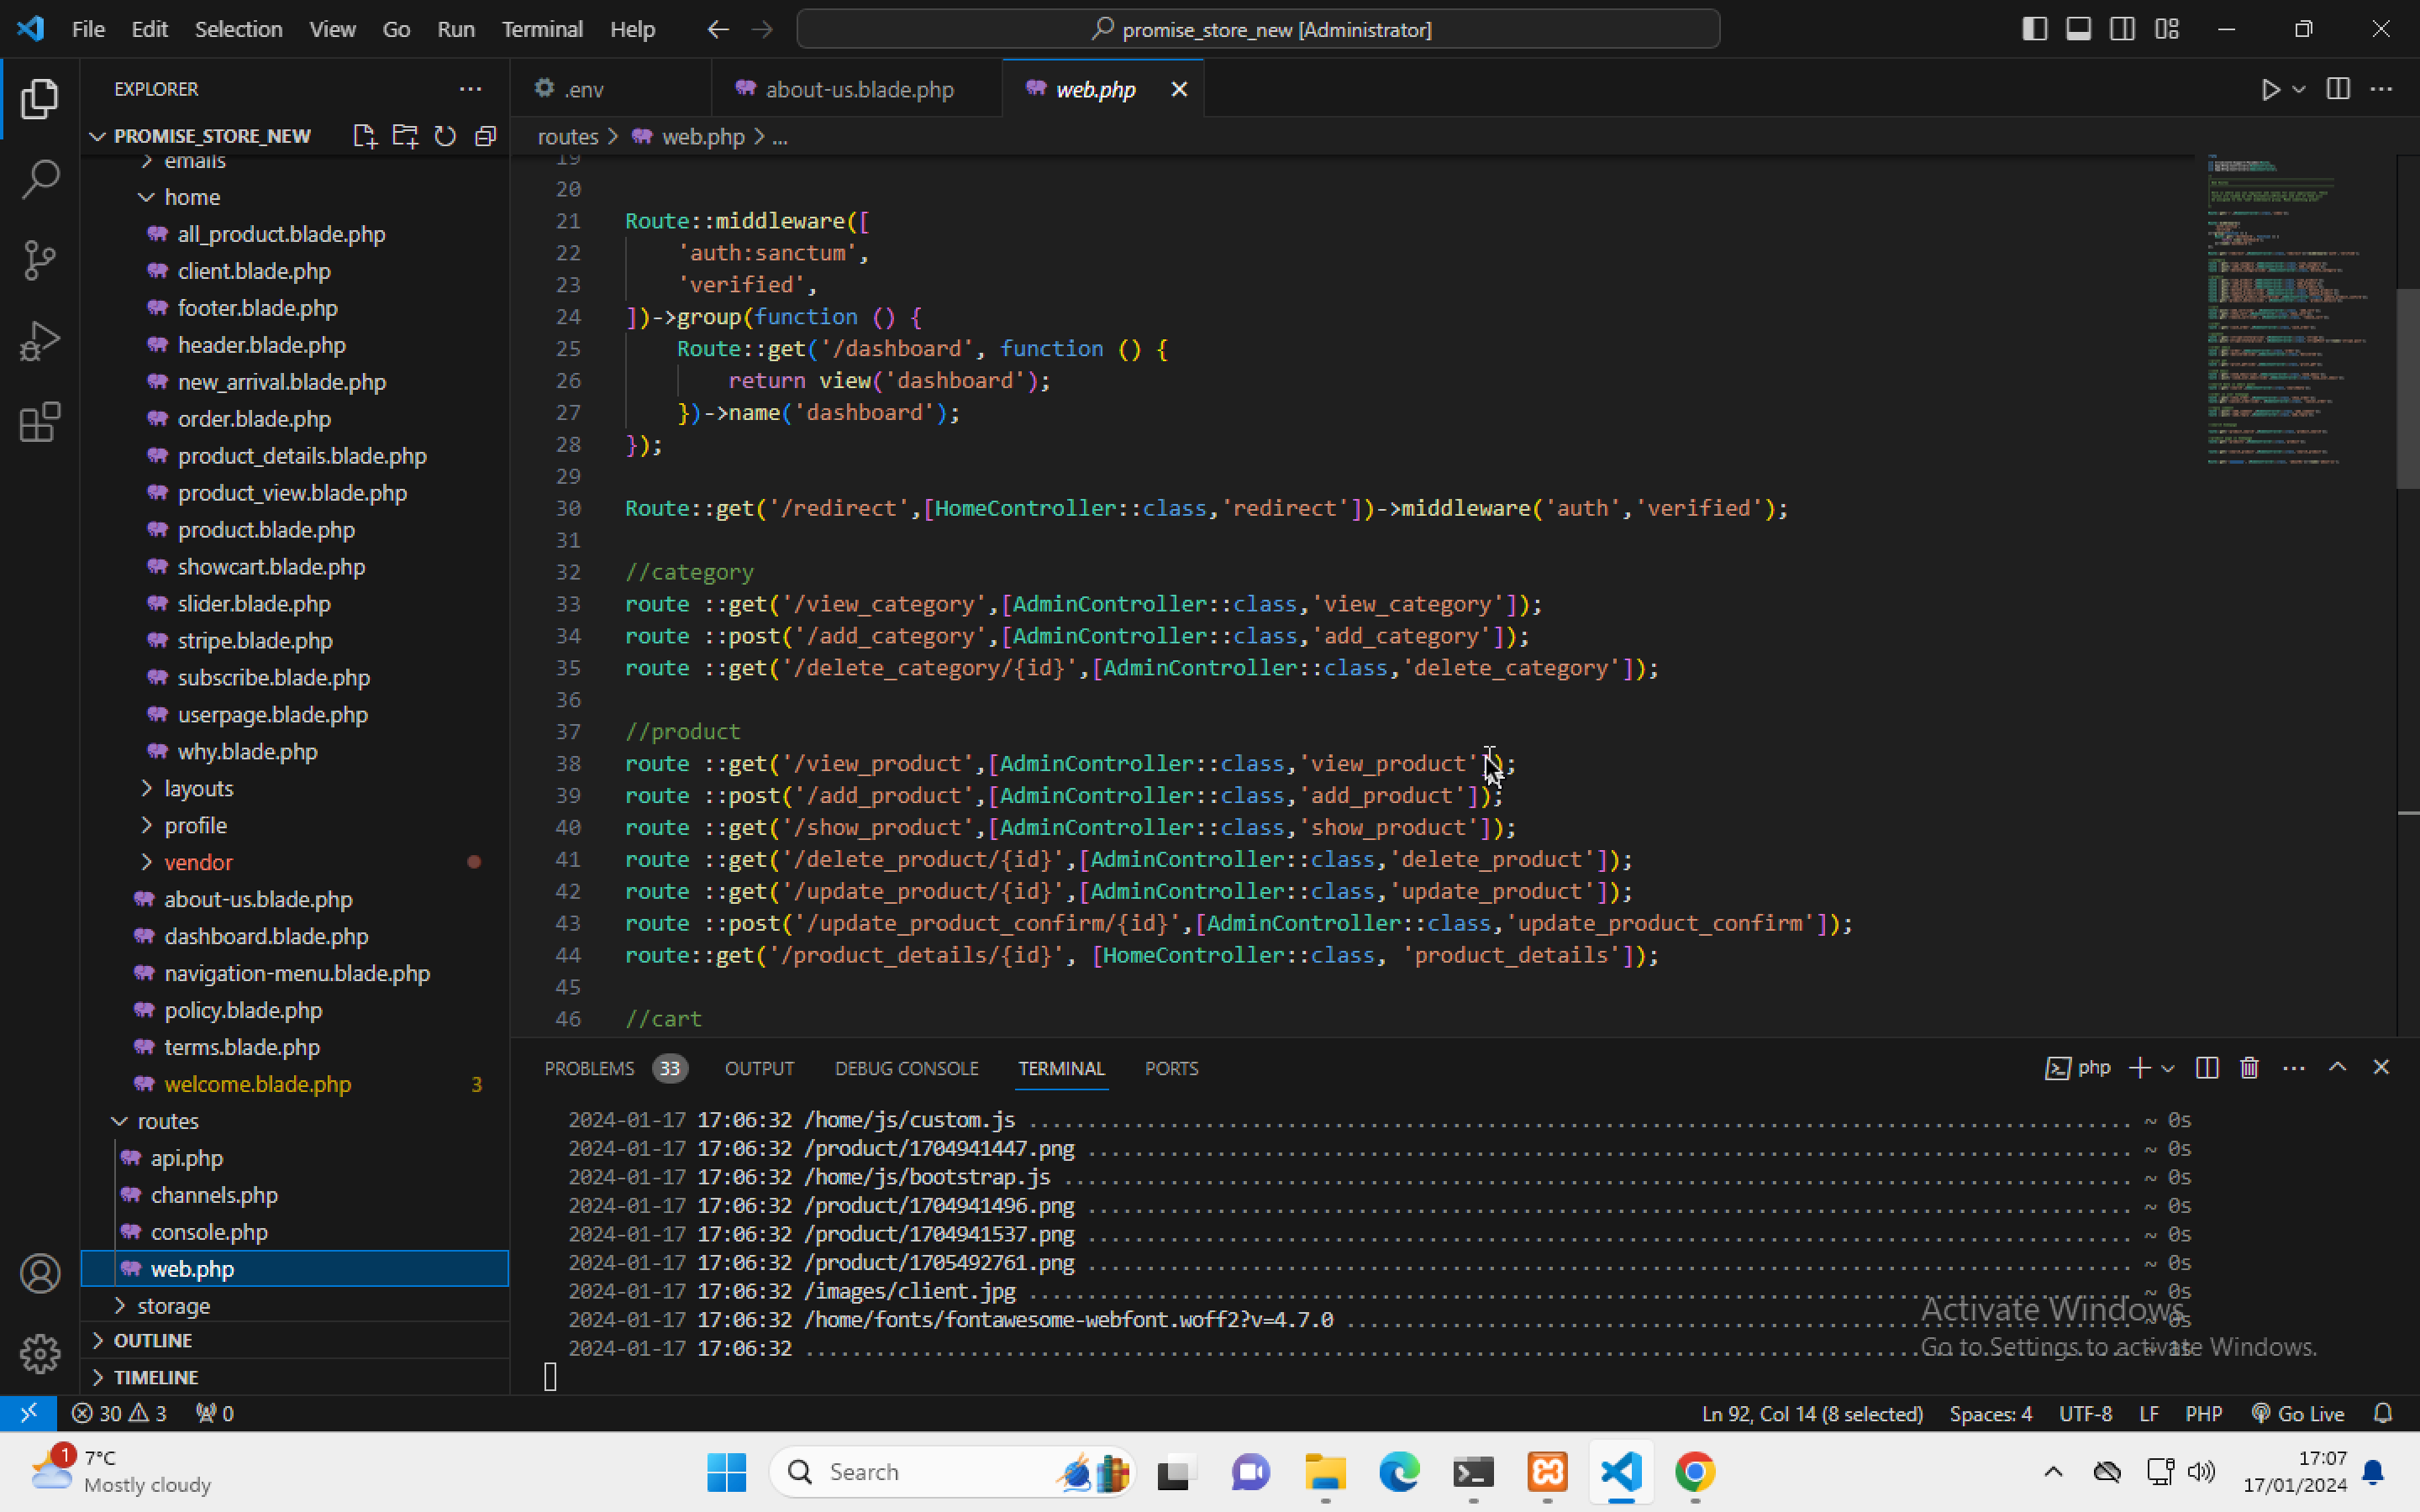 File Edit Selection View Go Run Terminal Help
promise_store_new [Administrator]
EXPLORER
PROMISE_STORE_NEW
emails
home
all_product.blade.php
client.blade.php
footer.blade.php
header.blade.php
new_arrival.blade.php
order.blade.php
product_details.blade.php
product_view.blade.php
product.blade.php
showcart.blade.php
slider.blade.php
stripe.blade.php
subscribe.blade.php
userpage.blade.php
why.blade.php
layouts
profile
vendor
about-us.blade.php
dashboard.blade.php
navigation-menu.blade.php
policy.blade.php
terms.blade.php
welcome.blade.php 3
routes
api.php
channels.php
console.php
web.php
storage
OUTLINE
TIMELINE
.env about-us.blade.php web.php
routes > web.php > ...
19
20
21 Route::middleware([
22 'auth:sanctum',
23 'verified',
24 ])->group(function () {
25 Route::get('/dashboard', function () {
26 return view('dashboard');
27 })->name('dashboard');
28 });
29
30 Route::get('/redirect',[HomeController::class,'redirect'])->middleware('auth','verified');
31
32 //category
33 route ::get('/view_category',[AdminController::class,'view_category']);
34 route ::post('/add_category',[AdminController::class,'add_category']);
35 route ::get('/delete_category/{id}',[AdminController::class,'delete_category']);
36
37 //product
38 route ::get('/view_product',[AdminController::class,'view_product']);
39 route ::post('/add_product',[AdminController::class,'add_product']);
40 route ::get('/show_product',[AdminController::class,'show_product']);
41 route ::get('/delete_product/{id}',[AdminController::class,'delete_product']);
42 route ::get('/update_product/{id}',[AdminController::class,'update_product']);
43 route ::post('/update_product_confirm/{id}',[AdminController::class,'update_product_confirm']);
44 route::get('/product_details/{id}', [HomeController::class, 'product_details']);
45
46 //cart
PROBLEMS 33 OUTPUT DEBUG CONSOLE TERMINAL PORTS
php
2024-01-17 17:06:32 /home/js/custom.js ~ 0s
2024-01-17 17:06:32 /product/1704941447.png ~ 0s
2024-01-17 17:06:32 /home/js/bootstrap.js ~ 0s
2024-01-17 17:06:32 /product/1704941496.png ~ 0s
2024-01-17 17:06:32 /product/1704941537.png ~ 0s
2024-01-17 17:06:32 /product/1705492761.png ~ 0s
2024-01-17 17:06:32 /images/client.jpg ~ 0s
2024-01-17 17:06:32 /home/fonts/fontawesome-webfont.woff2?v=4.7.0 ~ 0s
2024-01-17 17:06:32 ~ 1s
Activate Windows
Go to Settings to activate Windows.
30 3 0
Ln 92, Col 14 (8 selected) Spaces: 4 UTF-8 LF PHP Go Live
1
7°C
Mostly cloudy
Search
17:07
17/01/2024